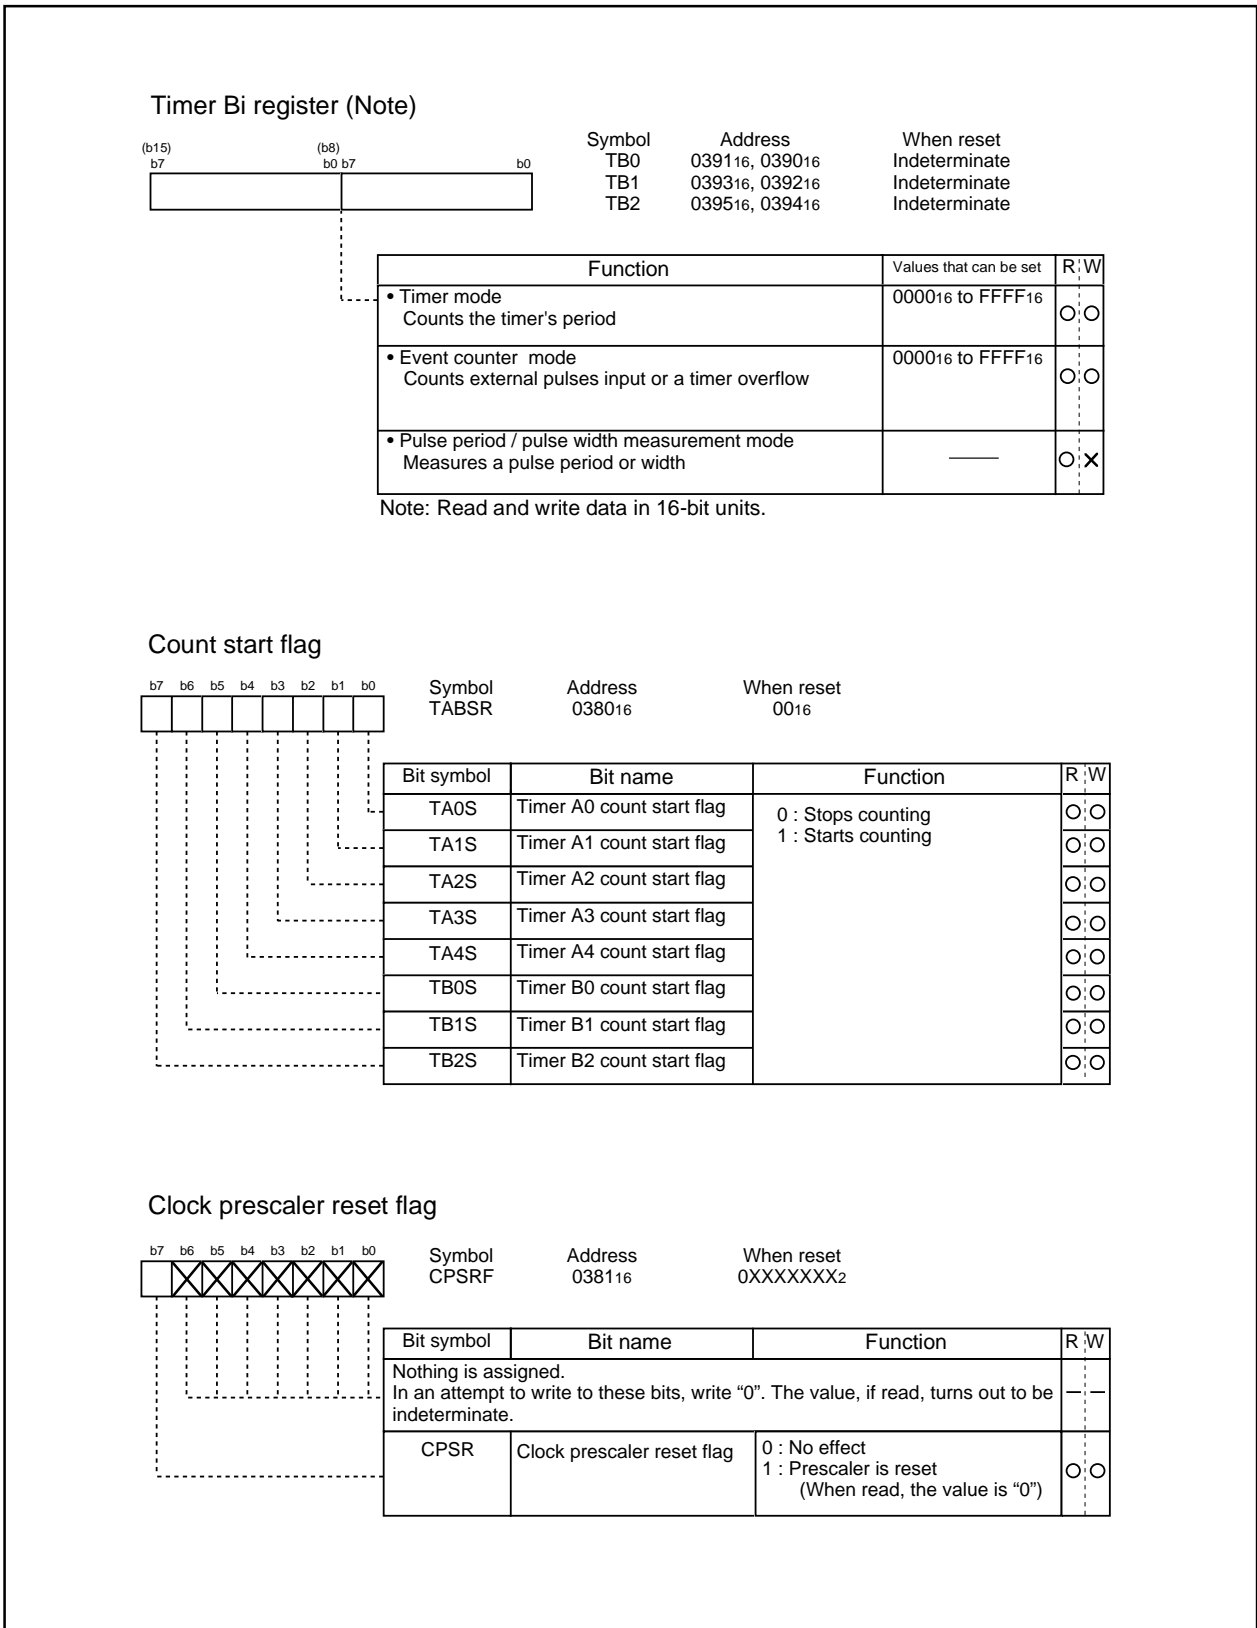 Timer Bi register (Note)
(b15) (b8)
b7 b0 b7 b0
Symbol Address When reset
TB0 039116, 039016 Indeterminate
TB1 039316, 039216 Indeterminate
TB2 039516, 039416 Indeterminate
Function Values that can be set R W
• Timer mode 000016 to FFFF16
Counts the timer's period
• Event counter mode 000016 to FFFF16
Counts external pulses input or a timer overflow
• Pulse period / pulse width measurement mode
Measures a pulse period or width
Note: Read and write data in 16-bit units.
Count start flag
b7 b6 b5 b4 b3 b2 b1 b0
Symbol Address When reset
TABSR 038016 0016
Bit symbol Bit name Function R W
TA0S Timer A0 count start flag 0 : Stops counting
1 : Starts counting
TA1S Timer A1 count start flag
TA2S Timer A2 count start flag
TA3S Timer A3 count start flag
TA4S Timer A4 count start flag
TB0S Timer B0 count start flag
TB1S Timer B1 count start flag
TB2S Timer B2 count start flag
Clock prescaler reset flag
b7 b6 b5 b4 b3 b2 b1 b0
Symbol Address When reset
CPSRF 038116 0XXXXXXX2
Bit symbol Bit name Function R W
Nothing is assigned.
In an attempt to write to these bits, write “0”. The value, if read, turns out to be
indeterminate.
CPSR Clock prescaler reset flag 0 : No effect
1 : Prescaler is reset
(When read, the value is “0”)